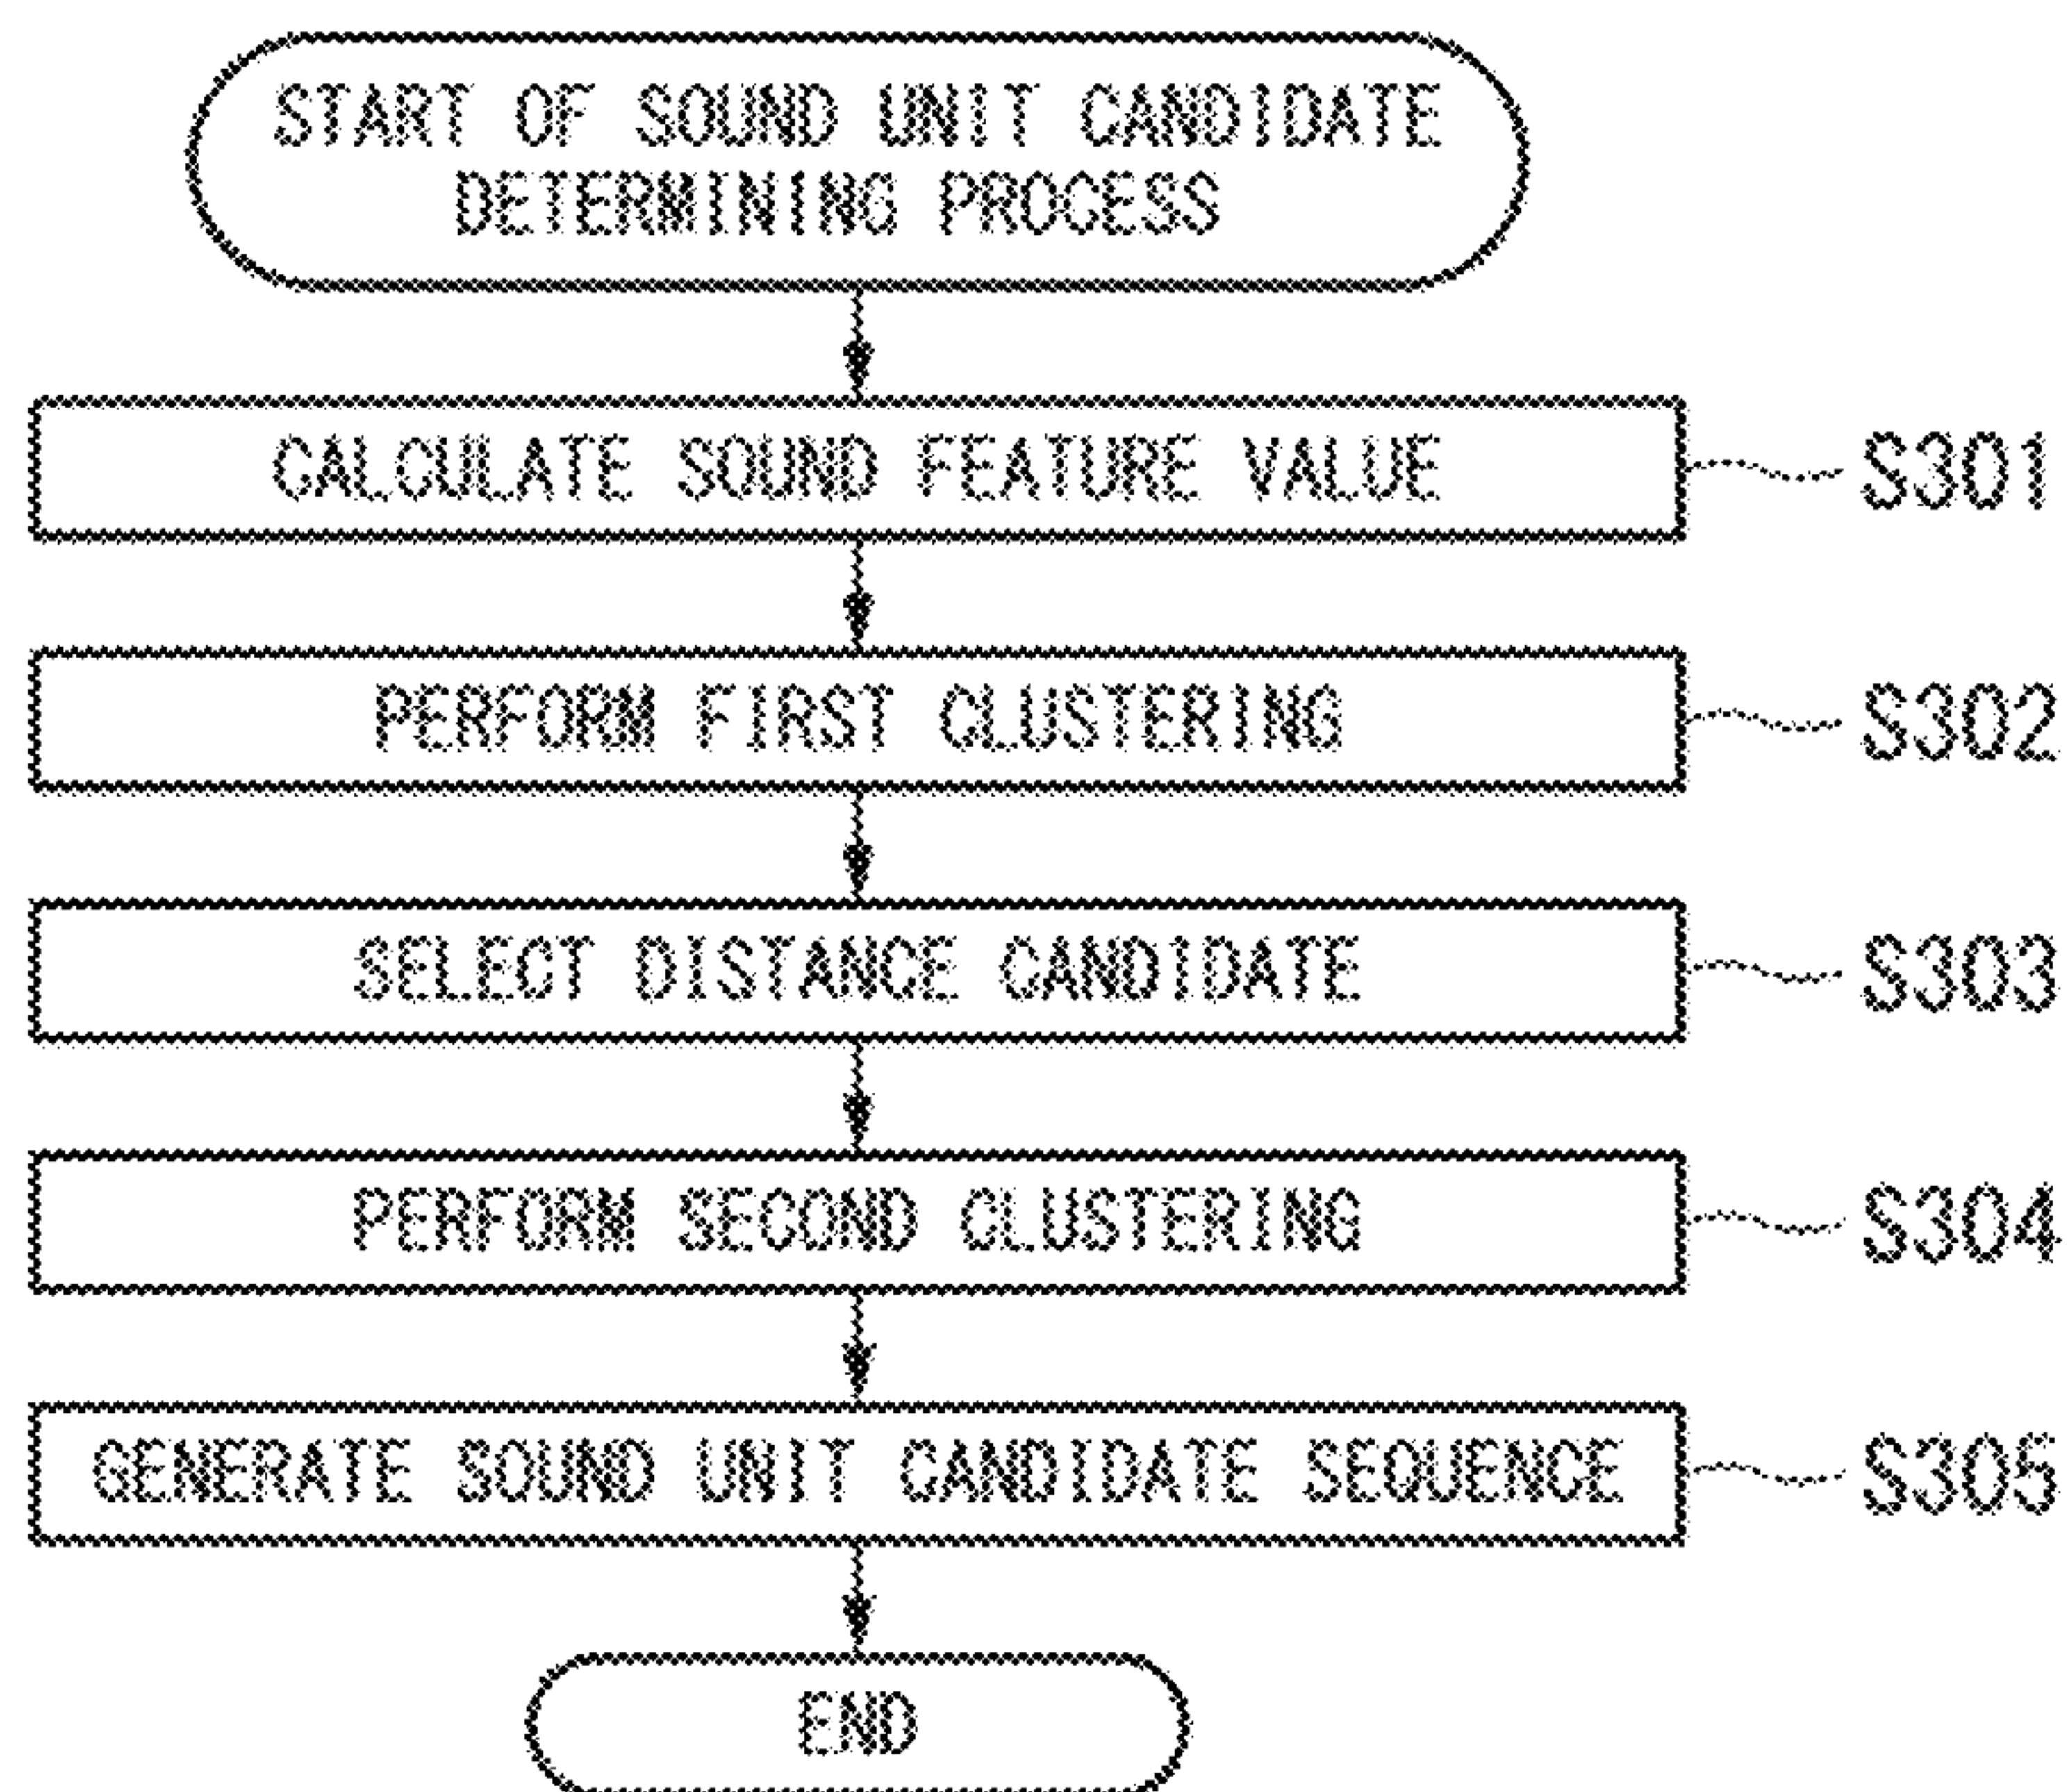 START OF SOUND UNIT CANDIDATE
DETERMINING PROCESS
CALCULATE SOUND FEATURE VALUE
S301
PERFORM FIRST CLUSTERING
S302
SELECT DISTANCE CANDIDATE
S303
PERFORM SECOND CLUSTERING
S304
GENERATE SOUND UNIT CANDIDATE SEQUENCE
S305
END